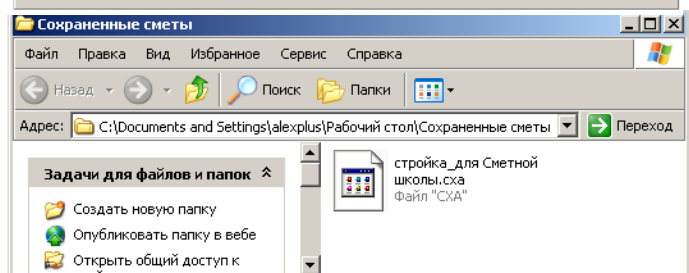 Сохраненные сметы
Файл Правка Вид Избранное Сервис Справка
Назад Поиск Папки
Адрес: C:\Documents and Settings\alexplus\Рабочий стол\Сохраненные сметы Переход
Задачи для файлов и папок
Создать новую папку
Опубликовать папку в вебе
Открыть общий доступ к
стройка_для Сметной
школы.сха
Файл "СХА"